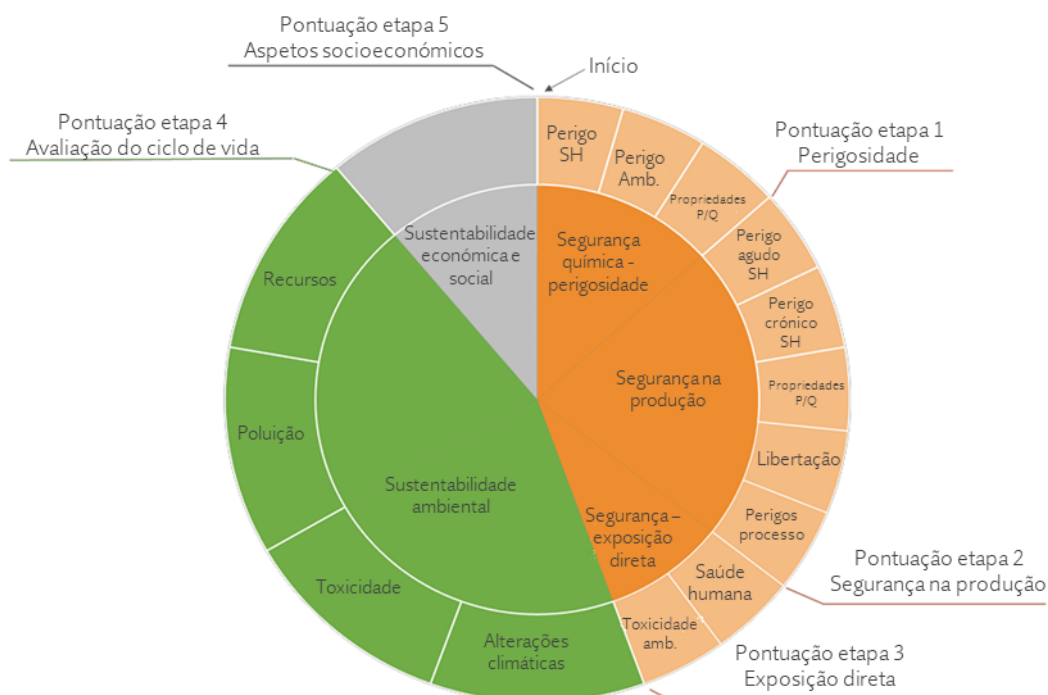 Pontuação etapa 5
Aspetos socioeconómicos
Início
Pontuação etapa 4
Avaliação do ciclo de vida
Pontuação etapa 1
Perigosidade
Perigo
SH
Perigo
Amb.
Propriedades
P/Q
Perigo
agudo
SH
Perigo
crónico
SH
Propriedades
P/Q
Libertação
Perigos
processo
Saúde
humana
Toxicidade
amb.
Sustentabilidade
económica e
social
Segurança
química -
perigosidade
Segurança na
produção
Segurança –
exposição
direta
Sustentabilidade
ambiental
Recursos
Poluição
Toxicidade
Alterações
climáticas
Pontuação etapa 2
Segurança na produção
Pontuação etapa 3
Exposição direta